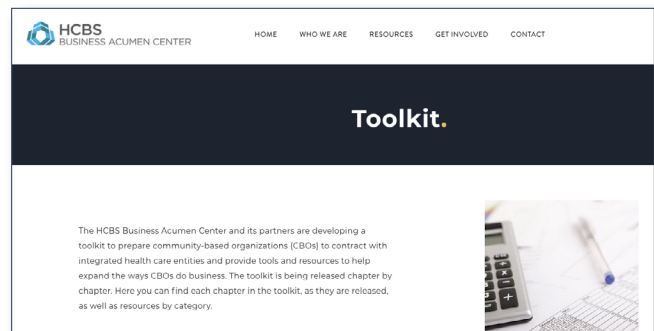 HCBS
BUSINESS ACUMEN CENTER
HOME WHO WE ARE RESOURCES GET INVOLVED CONTACT
Toolkit.
The HCBS Business Acumen Center and its partners are developing a
toolkit to prepare community-based organizations (CBOs) to contract with
integrated health care entities and provide tools and resources to help
expand the ways CBOs do business. The toolkit is being released chapter by
chapter. Here you can find each chapter in the toolkit, as they are released,
as well as resources by category.